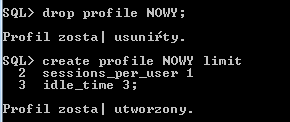 SQL> drop profile NOWY;
Profil zosta| usunířty.
SQL> create profile NOWY limit
2 sessions_per_user 1
3 idle_time 3;
Profil zosta| utworzony.